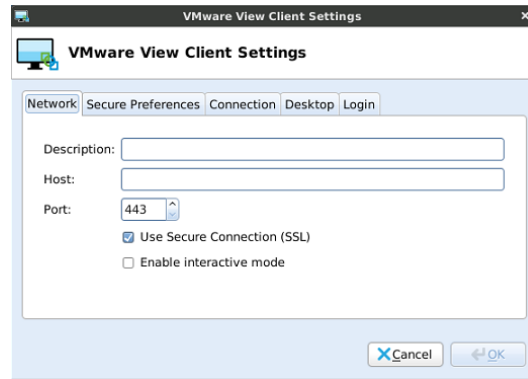 VMware View Client Settings
VMware View Client Settings
Network Secure Preferences Connection Desktop Login
Description:
Host:
Port: 443
Use Secure Connection (SSL)
Enable interactive mode
Cancel OK